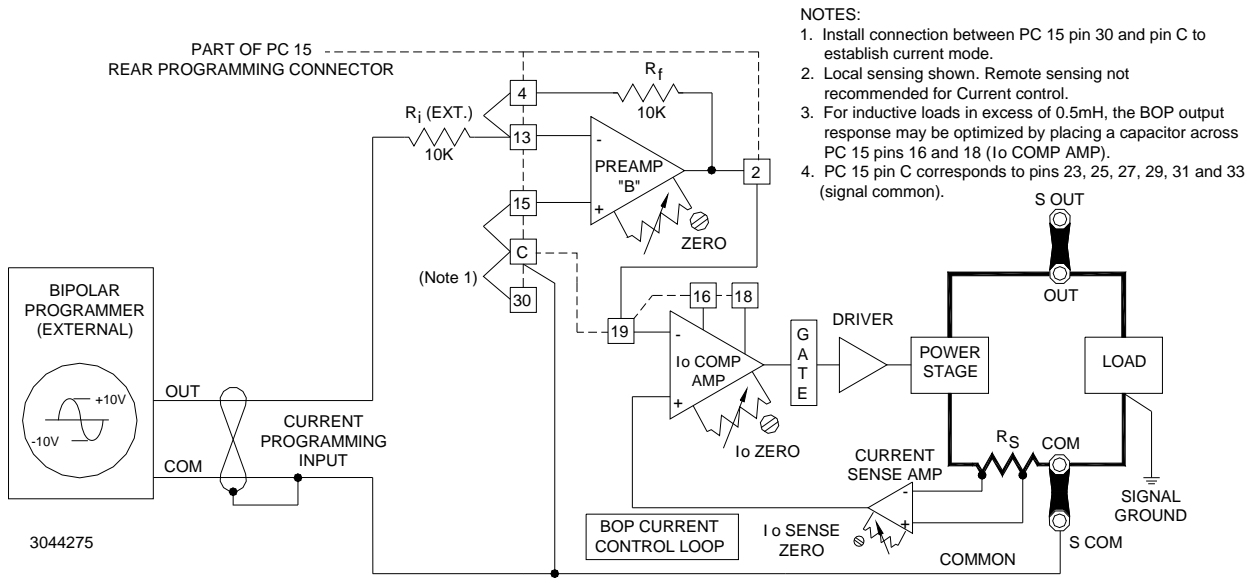 NOTES:
1. Install connection between PC 15 pin 30 and pin C to
establish current mode.
2. Local sensing shown. Remote sensing not
recommended for Current control.
3. For inductive loads in excess of 0.5mH, the BOP output
response may be optimized by placing a capacitor across
PC 15 pins 16 and 18 (Io COMP AMP).
4. PC 15 pin C corresponds to pins 23, 25, 27, 29, 31 and 33
(signal common).
PART OF PC 15
REAR PROGRAMMING CONNECTOR
Rf
10K
4
Ri (EXT.)
10K
13
-
PREAMP
"B"
+
2
15
ZERO
C
(Note 1)
30
S OUT
OUT
BIPOLAR
PROGRAMMER
(EXTERNAL)
+10V
-10V
OUT
COM
CURRENT
PROGRAMMING
INPUT
19
16
18
-
Io COMP
AMP
+
Io ZERO
GATE
DRIVER
POWER
STAGE
LOAD
RS
COM
CURRENT
SENSE AMP
-
+
SIGNAL
GROUND
BOP CURRENT
CONTROL LOOP
Io SENSE
ZERO
S COM
COMMON
3044275